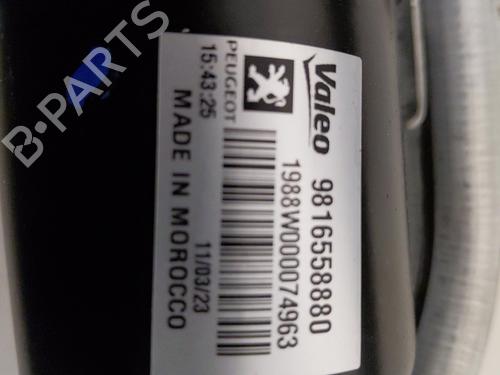 Valeo
9816558880
1988W000074963
PEUGEOT
15:43:25
11/03/23
MADE IN MOROCCO
B-PARTS